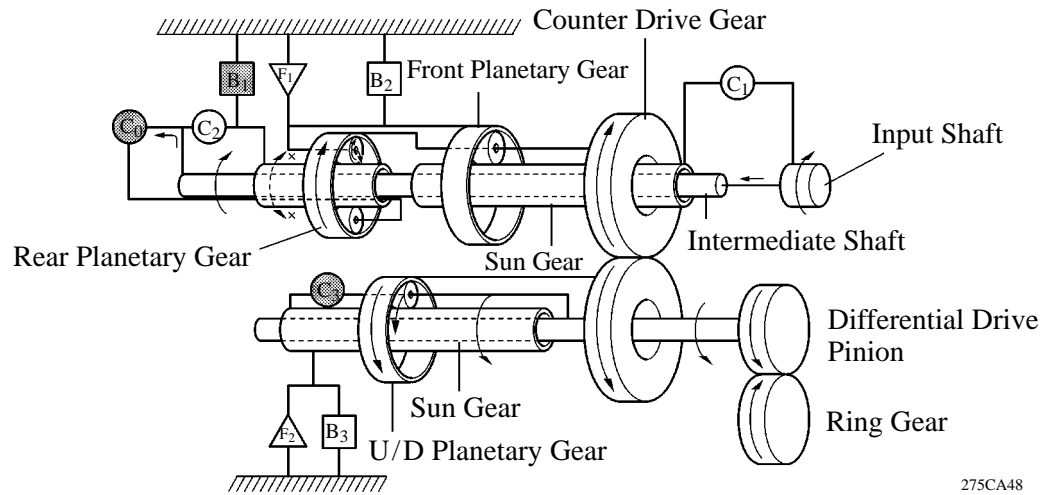 Counter Drive Gear
B1
F1
B2
Front Planetary Gear
C1
C0
C2
Input Shaft
Rear Planetary Gear
Sun Gear
Intermediate Shaft
C3
Differential Drive
Pinion
Sun Gear
F2
B3
U/D Planetary Gear
Ring Gear
275CA48